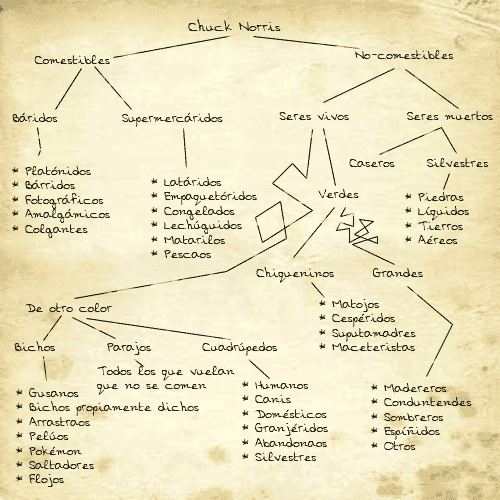 Chuck Norris
Comestibles
No-comestibles
Báridos
Supermercáridos
Seres vivos
Seres muertos
* Platónidos
* Bárridos
* Fotográficos
* Amalgámicos
* Colgantes
* Latáridos
* Empaquetóridos
* Congelados
* Lechúguidos
* Matarilos
* Pescaos
Caseros
Silvestres
Verdes
* Piedras
* Líguidos
* Tierros
* Aéreos
Chiqueninos
Grandes
* Matojos
* Cespéridos
* Suputamadres
* Maceteristas
De otro color
Bichos
Parajos
Cuadrúpedos
Todos los que vuelan
que no se comen
* Gusanos
* Bichos propiamente dichos
* Arrastraos
* Pelúos
* Pokémon
* Saltadores
* Flojos
* Humanos
* Canis
* Domésticos
* Granjéridos
* Abandonaos
* Silvestres
* Madereros
* Conduntendes
* Sombreros
* Espíñidos
* Otros